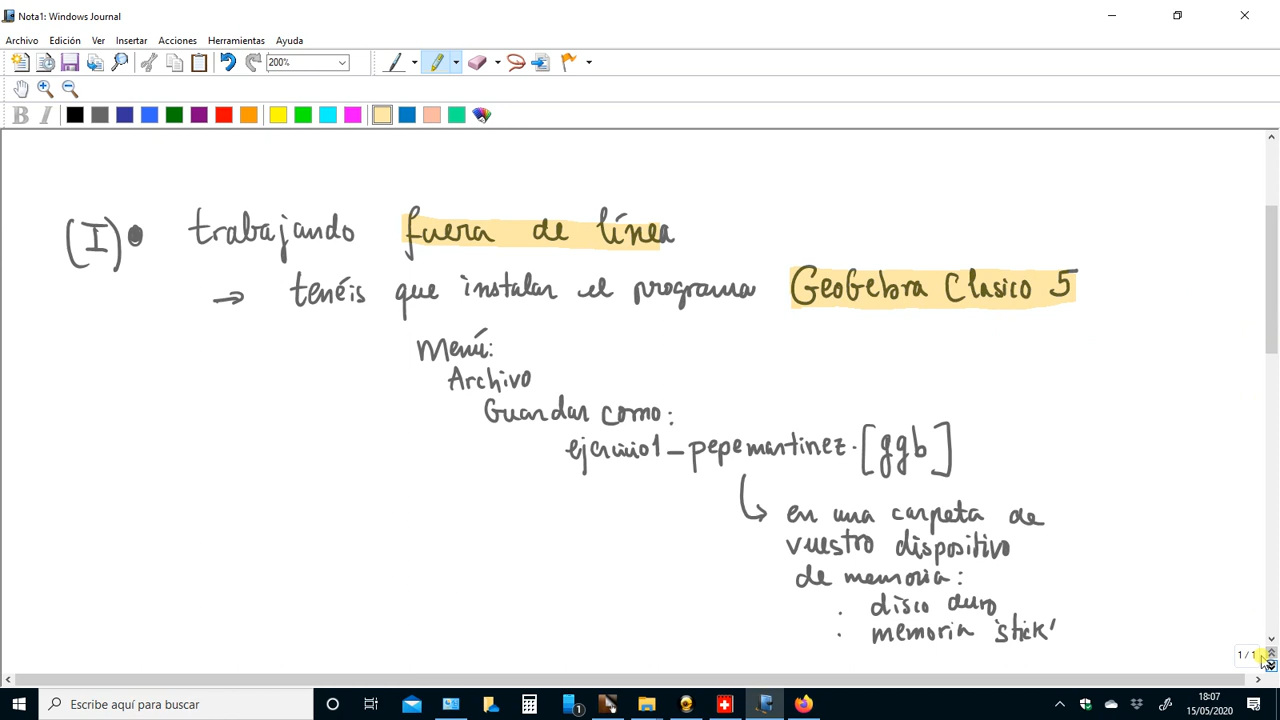 Nota1: Windows Journal
Archivo Edición Ver Insertar Acciones Herramientas Ayuda
200%
B I
(I) • trabajando fuera de línea
→ tenéis que instalar el programa GeoGebra Clasico 5
Menú:
Archivo
Guardar como:
ejercicio1_pepemartinez.[ggb]
en una carpeta de
vuestro dispositivo
de memoria:
. disco duro
. memoria 'stick'
1 / 1
Escribe aquí para buscar
1
18:07
15/05/2020